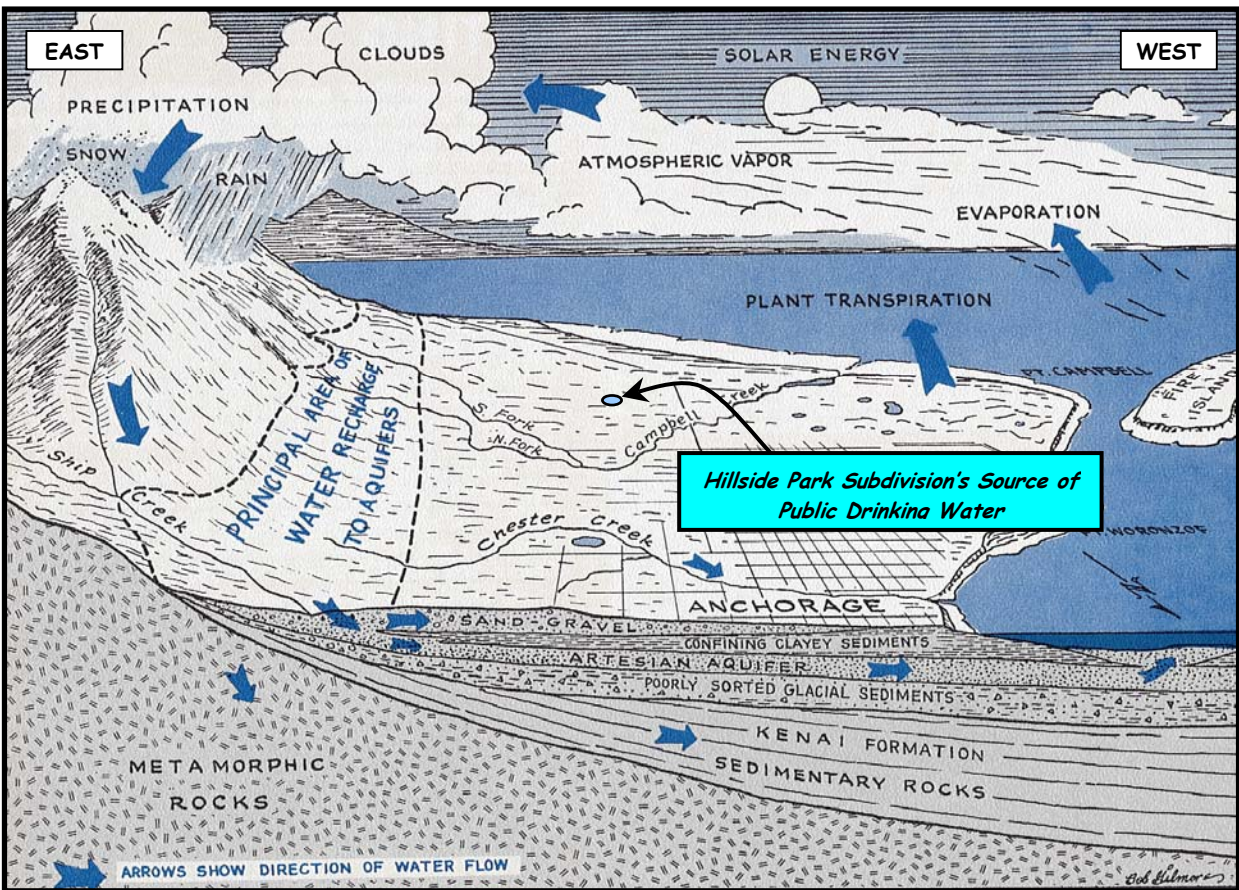 EAST
CLOUDS
SOLAR ENERGY
WEST
PRECIPITATION
SNOW
RAIN
ATMOSPHERIC VAPOR
EVAPORATION
PLANT TRANSPIRATION
PT. CAMPBELL
FIRE
ISLAND
PRINCIPAL AREA OF
WATER RECHARGE
TO AQUIFERS
S. FORK
N. FORK
Campbell Creek
Hillside Park Subdivision's Source of
Public Drinking Water
Ship
Creek
Chester Creek
WORONZOF
ANCHORAGE
SAND-GRAVEL
CONFINING CLAYEY SEDIMENTS
ARTESIAN AQUIFER
POORLY SORTED GLACIAL SEDIMENTS
KENAI FORMATION
SEDIMENTARY ROCKS
METAMORPHIC
ROCKS
ARROWS SHOW DIRECTION OF WATER FLOW